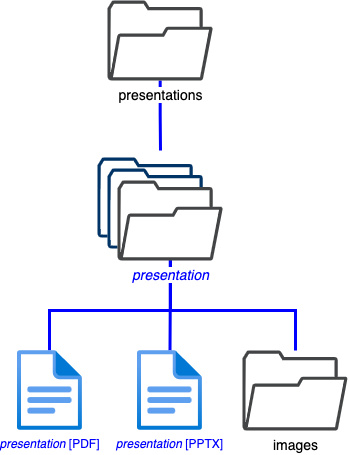 presentations
presentation
presentation [PDF]
presentation [PPTX]
images